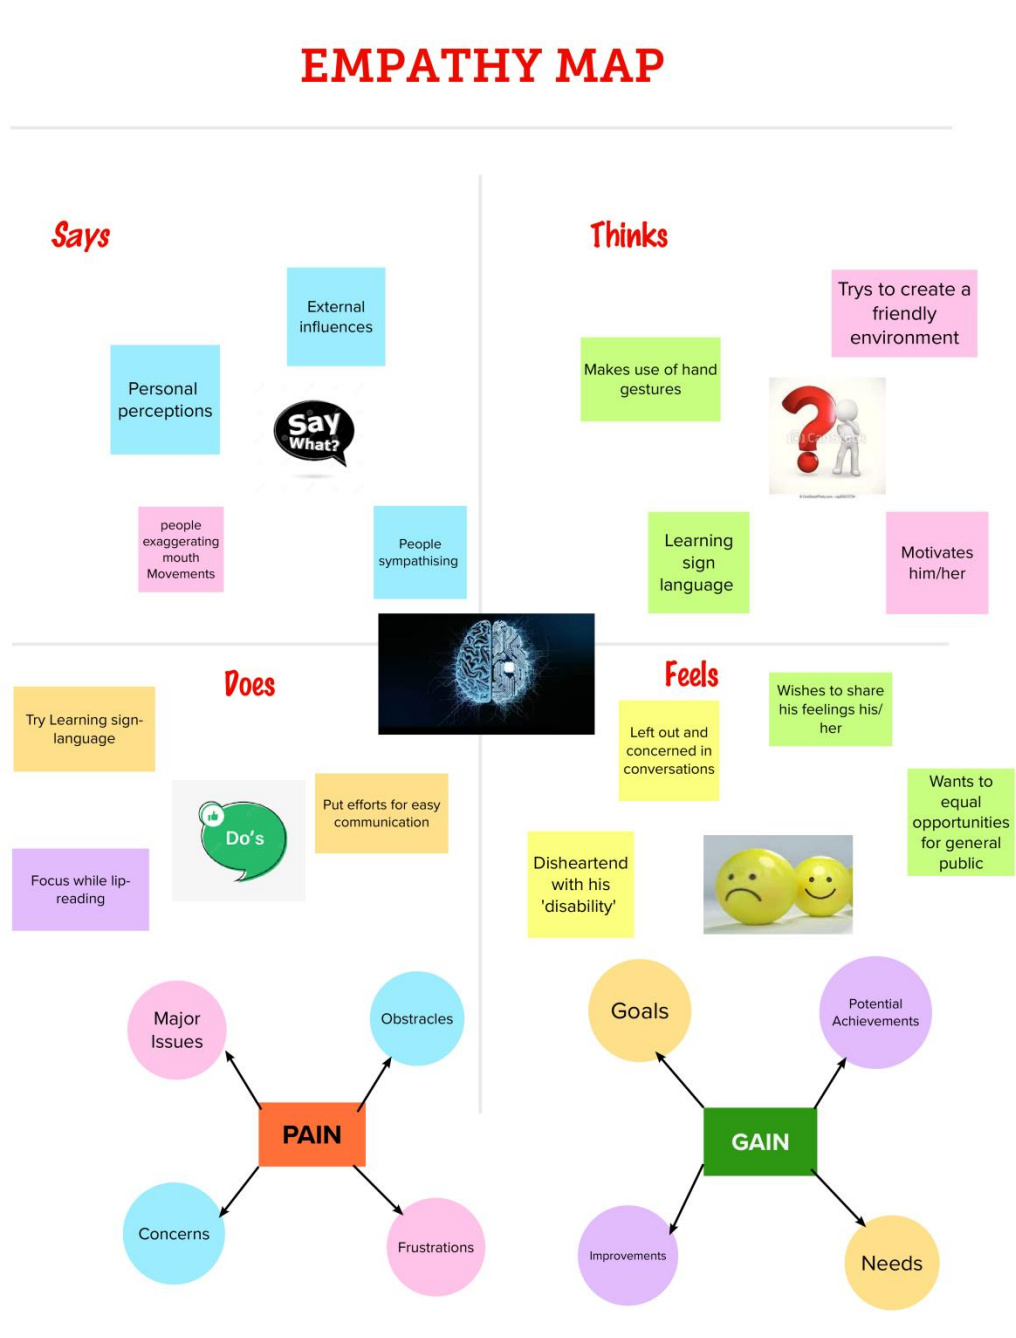 EMPATHY MAP
Says
External
influences
Personal
perceptions
Say
What?
people
exaggerating
mouth
Movements
People
sympathising
Thinks
Trys to create a
friendly
environment
Makes use of hand
gestures
Learning
sign
language
Motivates
him/her
Does
Try Learning sign-
language
Put efforts for easy
communication
Do's
Focus while lip-
reading
Feels
Wishes to share
his feelings his/
her
Left out and
concerned in
conversations
Wants to
equal
opportunities
for general
public
Disheartend
with his
'disability'
Major
Issues
Obstacles
PAIN
Concerns
Frustrations
Goals
Potential
Achievements
GAIN
Improvements
Needs